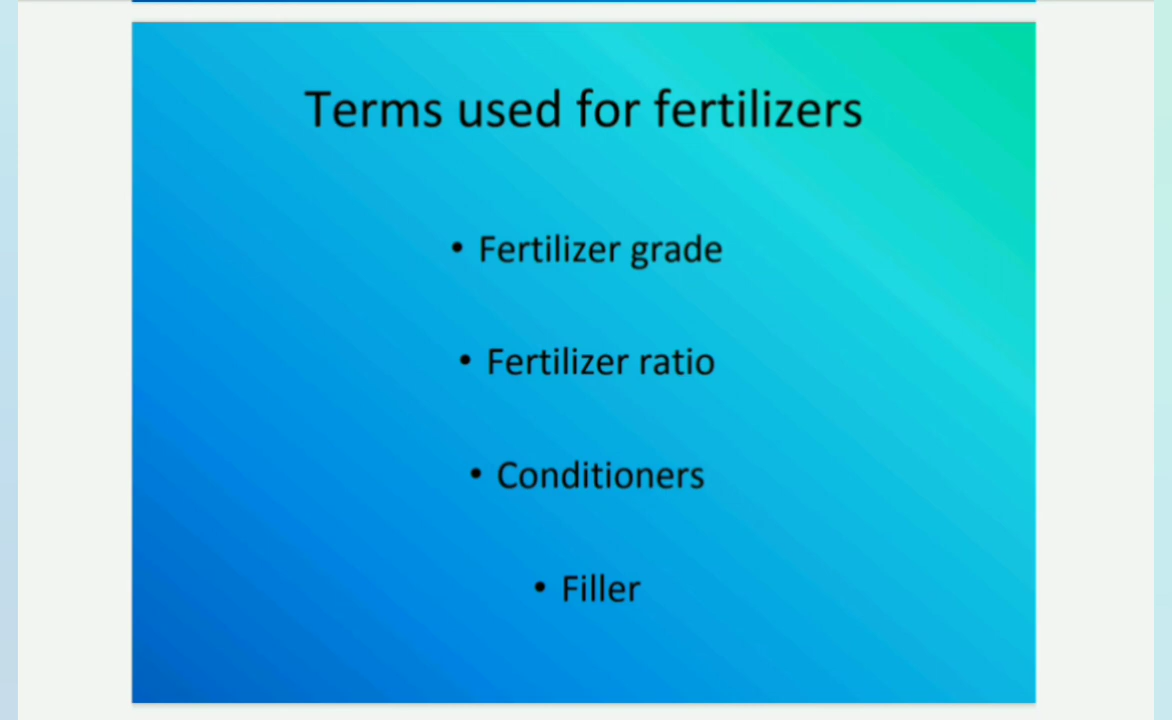 Terms used for fertilizers
• Fertilizer grade
• Fertilizer ratio
• Conditioners
• Filler